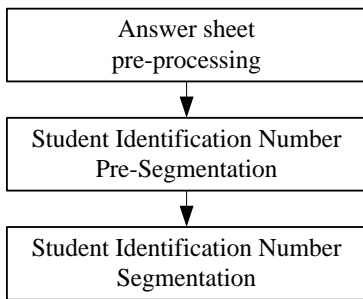 Answer sheet
pre-processing
Student Identification Number
Pre-Segmentation
Student Identification Number
Segmentation